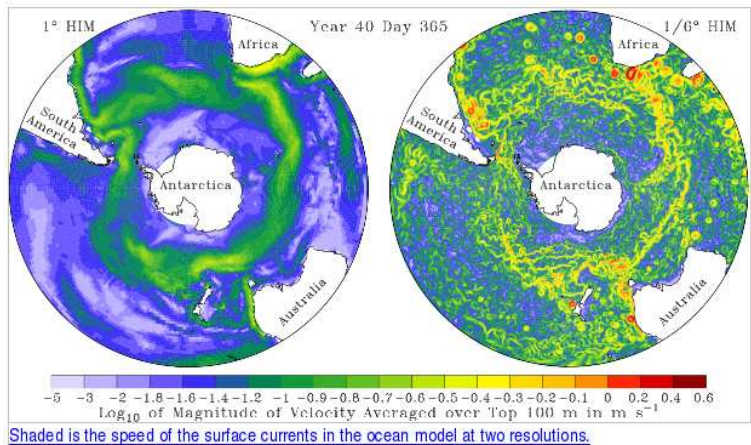 1° HIM Year 40 Day 365 1/6° HIM
Africa Africa
South America South America
Antarctica Antarctica
Australia Australia
-5 -3 -2 -1.8 -1.6 -1.4 -1.2 -1 -0.9 -0.8 -0.7 -0.6 -0.5 -0.4 -0.3 -0.2 -0.1 0 0.2 0.4 0.6
Log₁₀ of Magnitude of Velocity Averaged over Top 100 m in m s⁻¹
Shaded is the speed of the surface currents in the ocean model at two resolutions.